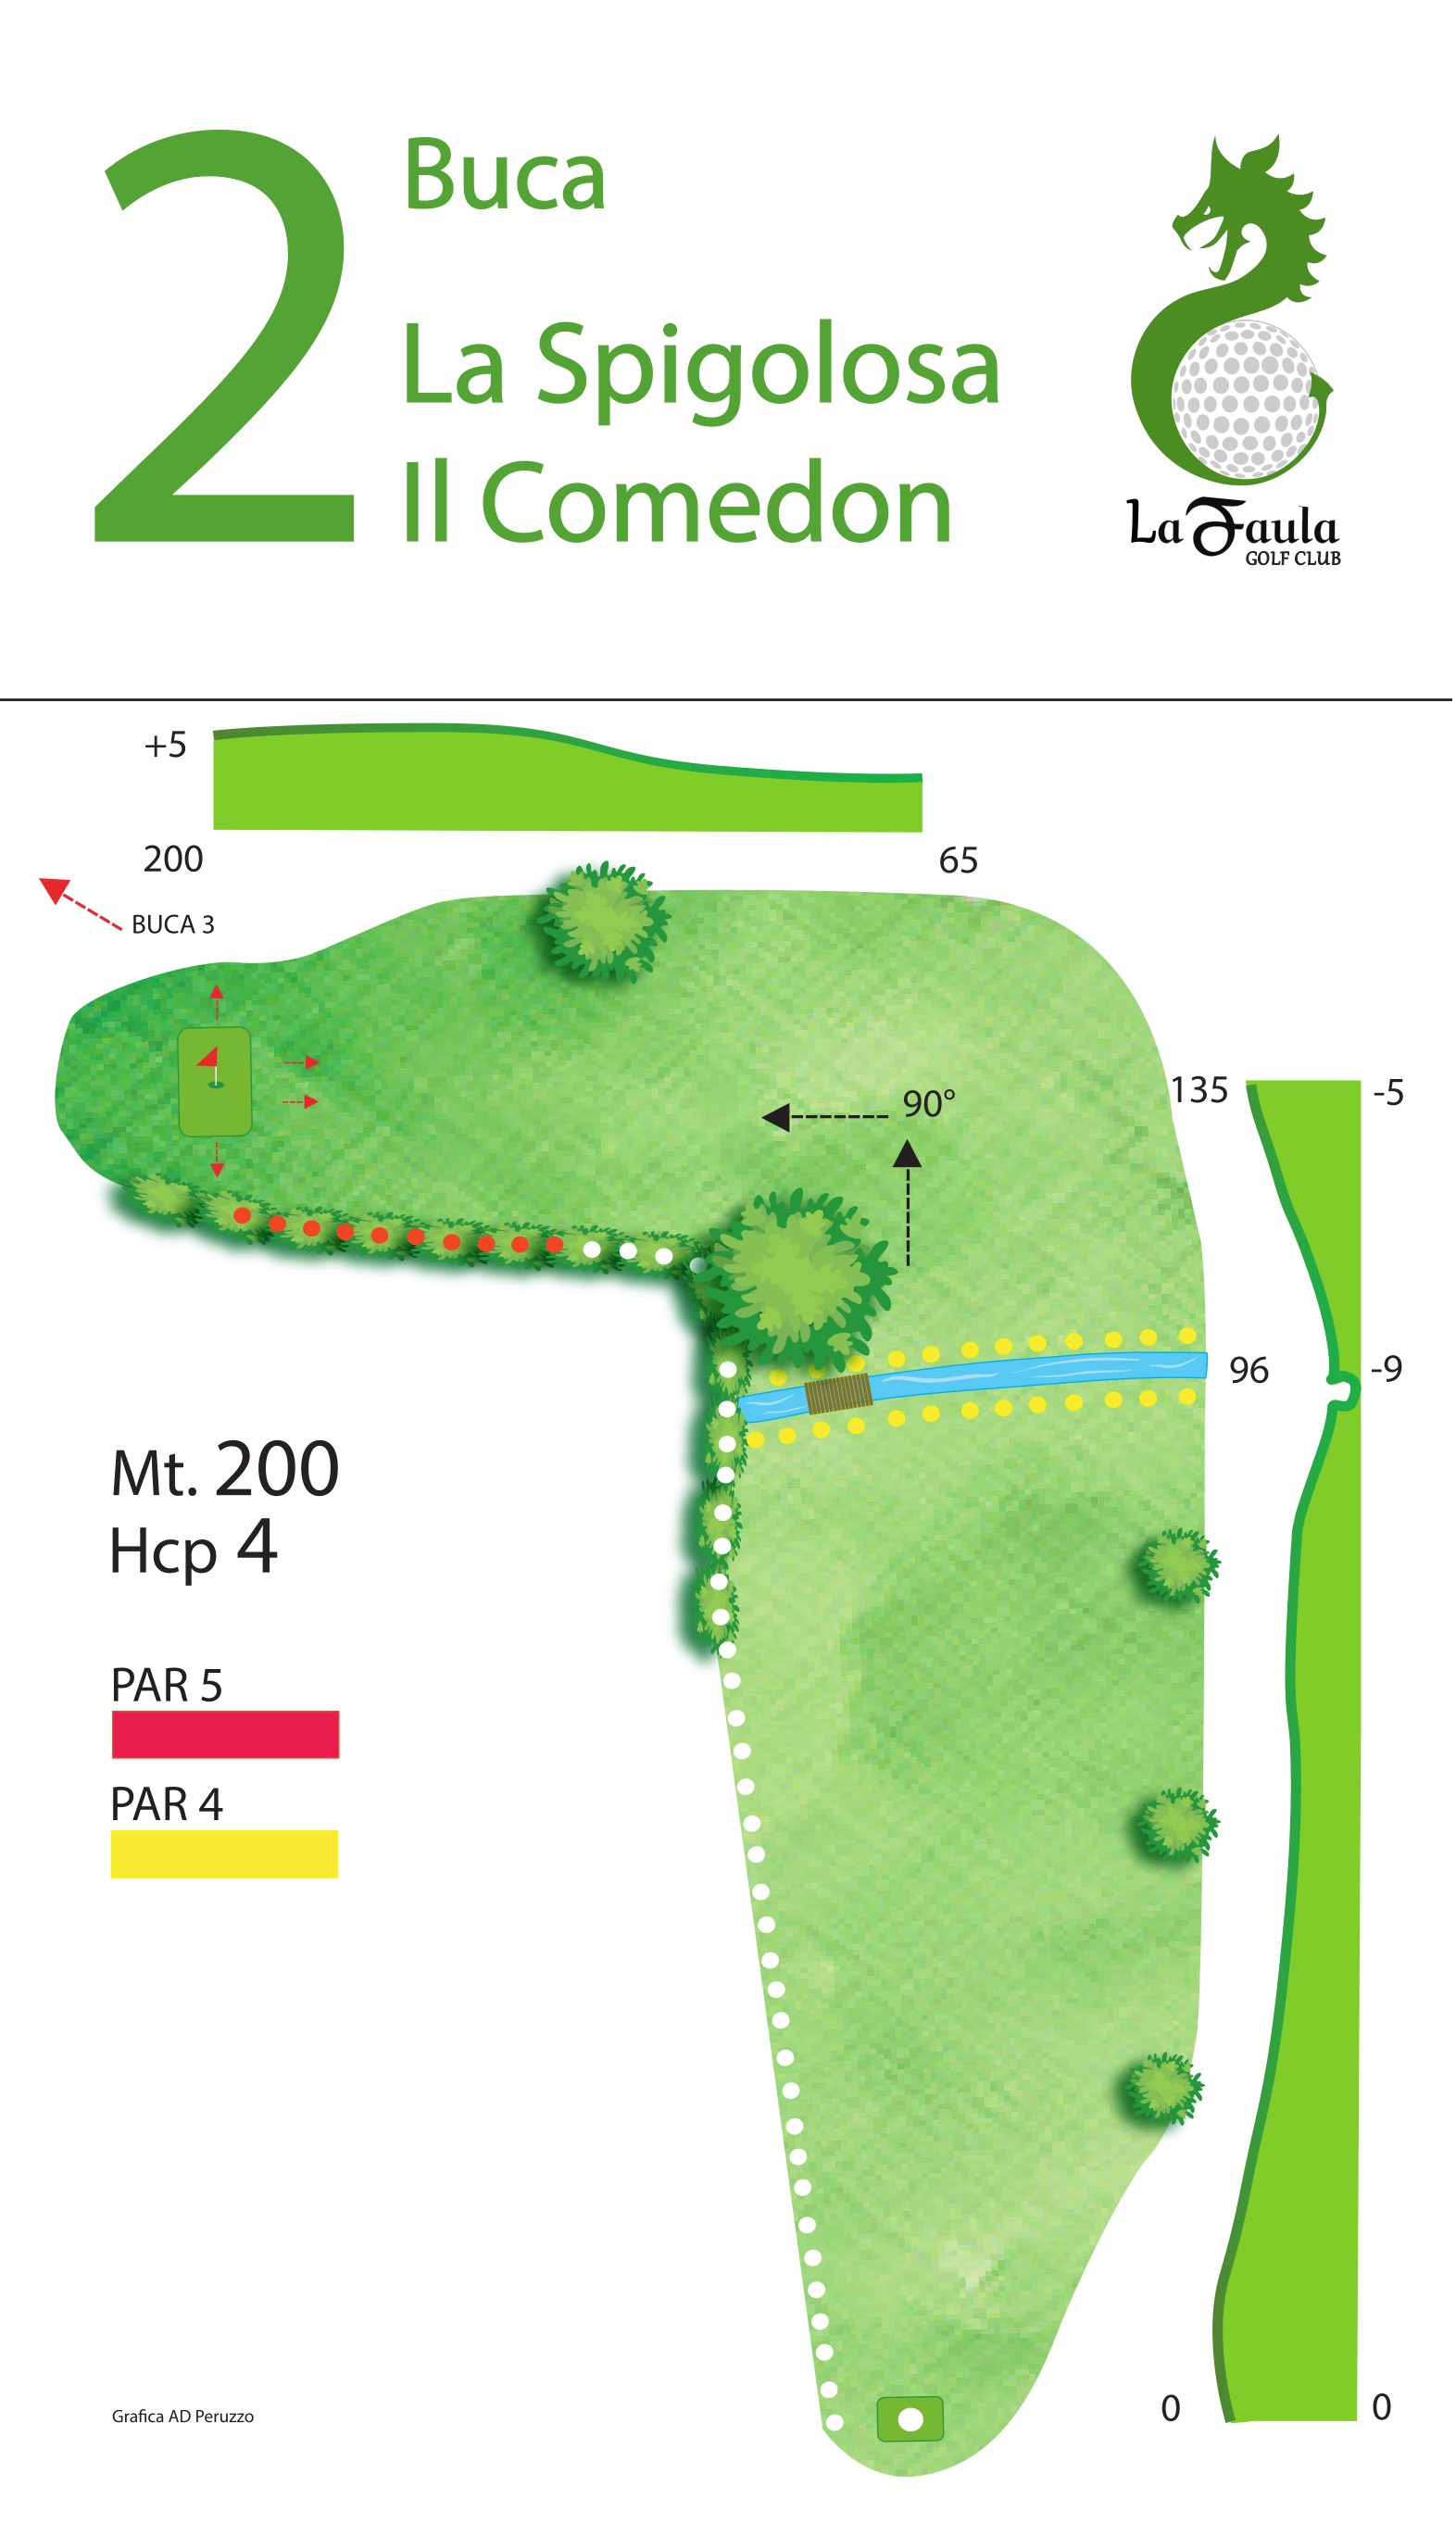 2
Buca
La Spigolosa
Il Comedon
La Faula
GOLF CLUB
+5
200
65
BUCA 3
90°
135
-5
96
-9
Mt. 200
Hcp 4
PAR 5
PAR 4
0
0
Grafica AD Peruzzo